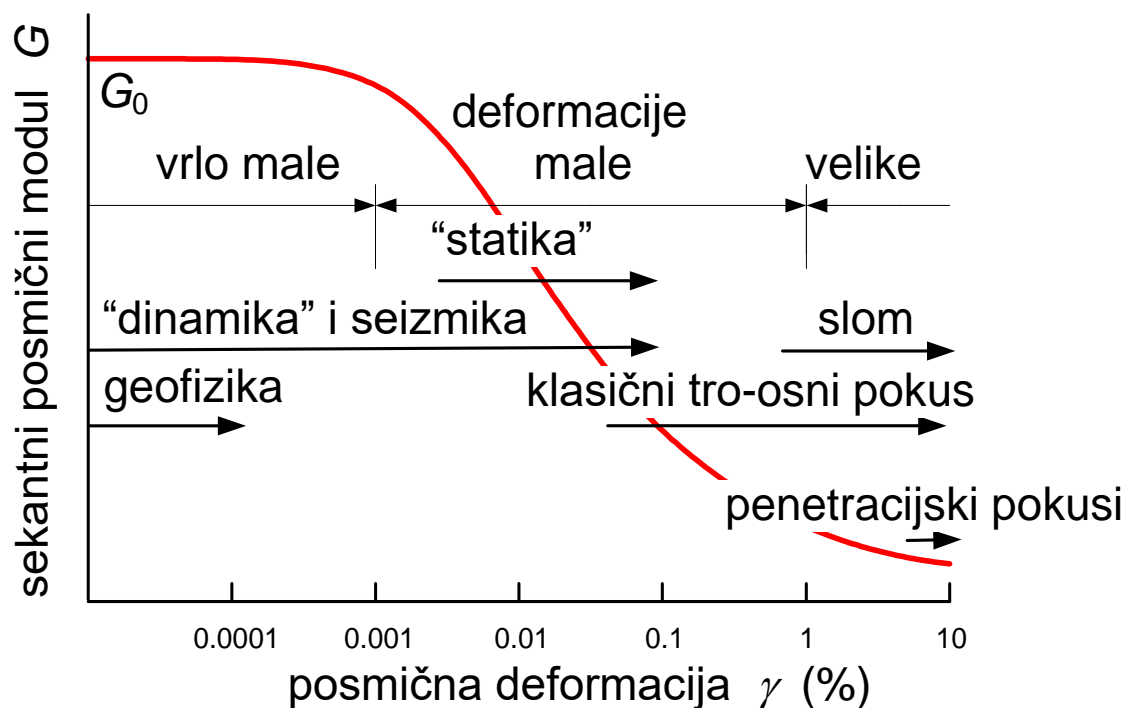 sekantni posmični modul G
G0
deformacije
vrlo male
male
velike
“statika”
“dinamika” i seizmika
slom
geofizika
klasični tro-osni pokus
penetracijski pokusi
0.0001
0.001
0.01
0.1
1
10
posmična deformacija γ (%)